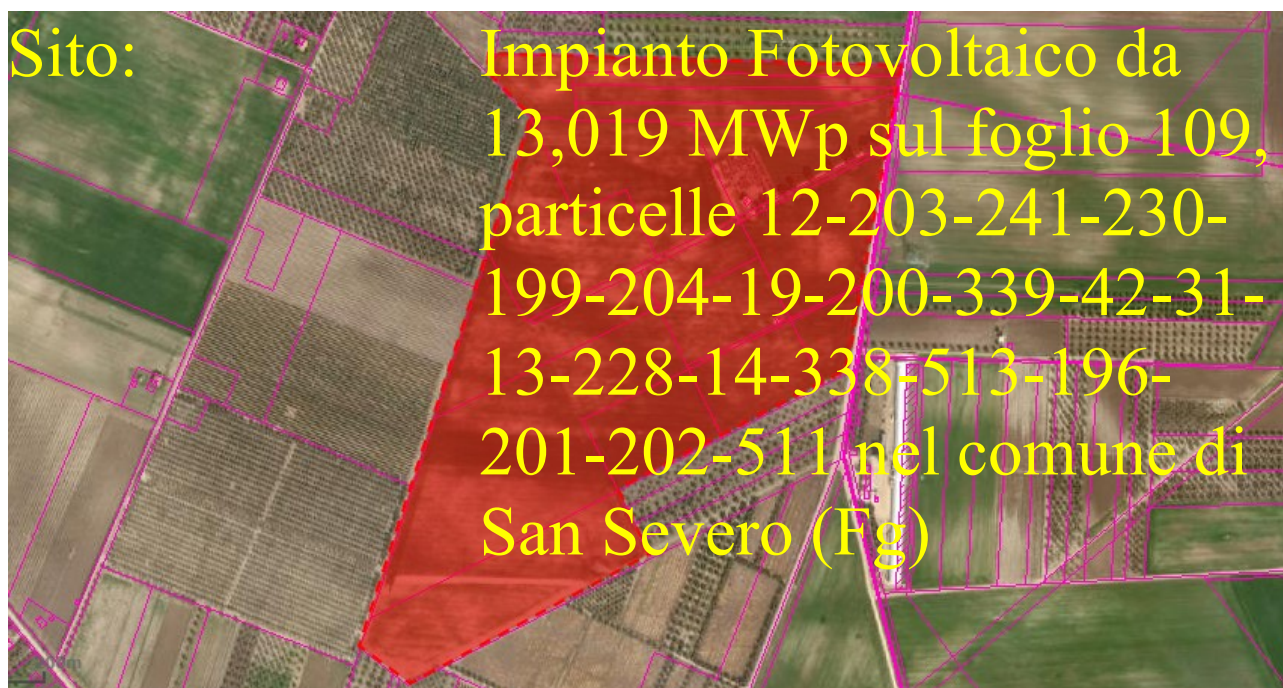 Sito: Impianto Fotovoltaico da
13,019 MWp sul foglio 109,
particelle 12-203-241-230-
199-204-19-200-339-42-31-
13-228-14-338-513-196-
201-202-511 nel comune di
San Severo (Fg)